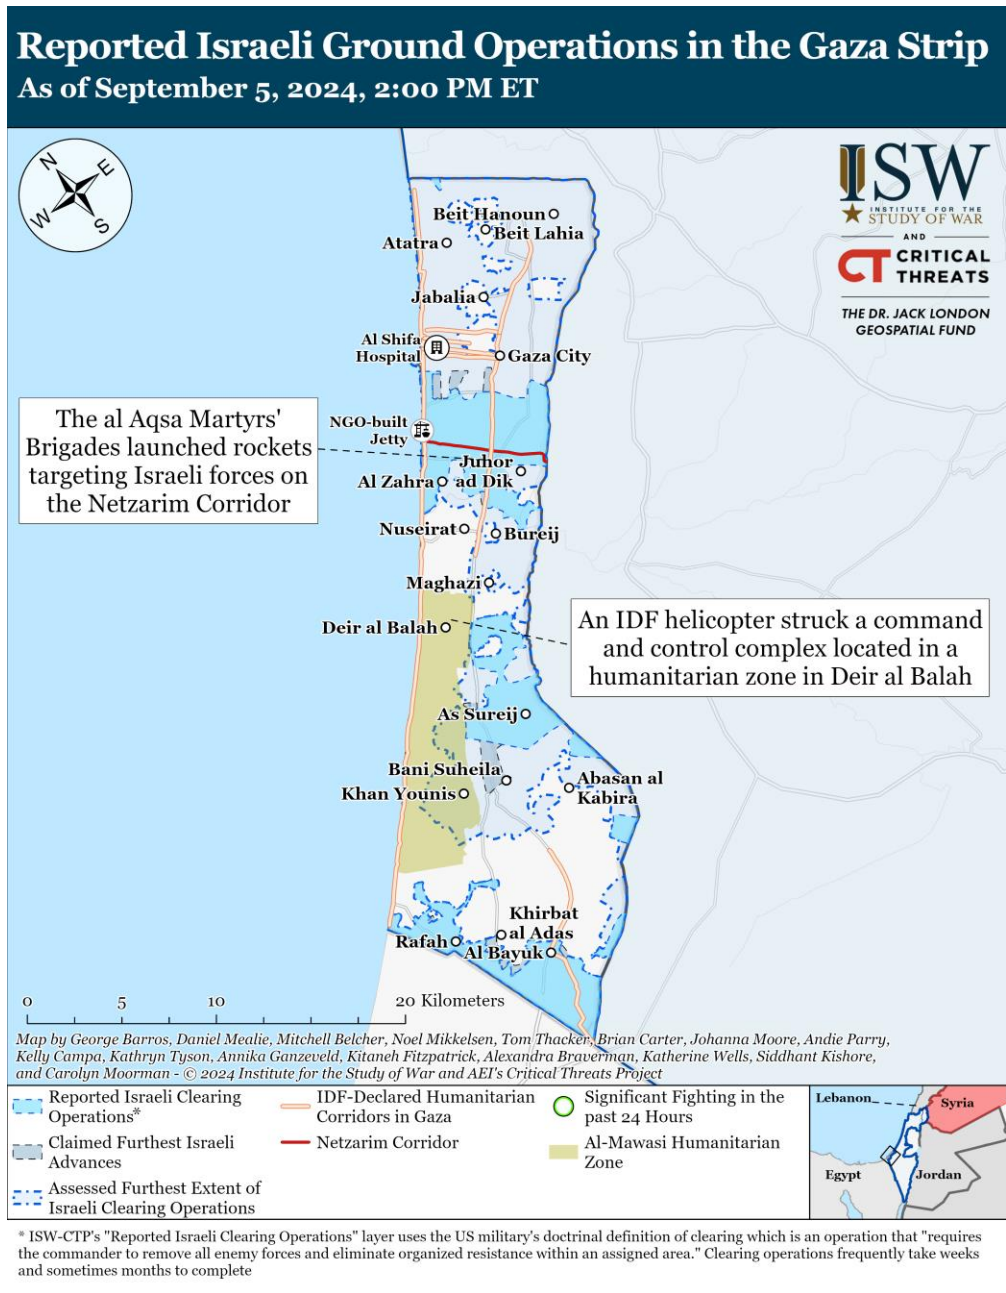 Reported Israeli Ground Operations in the Gaza Strip
As of September 5, 2024, 2:00 PM ET
N
E
W
S
ISW
INSTITUTE FOR THE
STUDY OF WAR
AND
CT CRITICAL
THREATS
THE DR. JACK LONDON
GEOSPATIAL FUND
Beit Hanoun
Beit Lahia
Atatra
Jabalia
Al Shifa
Hospital
Gaza City
The al Aqsa Martyrs'
Brigades launched rockets
targeting Israeli forces on
the Netzarim Corridor
NGO-built
Jetty
Juhor
ad Dik
Al Zahra
Nuseirat
Bureij
Maghazi
Deir al Balah
An IDF helicopter struck a command
and control complex located in a
humanitarian zone in Deir al Balah
As Sureij
Bani Suheila
Abasan al
Kabira
Khan Younis
Khirbat
al Adas
Rafah
Al Bayuk
0 5 10 20 Kilometers
Map by George Barros, Daniel Mealie, Mitchell Belcher, Noel Mikkelsen, Tom Thacker, Brian Carter, Johanna Moore, Andie Parry,
Kelly Campa, Kathryn Tyson, Annika Ganzeveld, Kitaneh Fitzpatrick, Alexandra Braverman, Katherine Wells, Siddhant Kishore,
and Carolyn Moorman - © 2024 Institute for the Study of War and AEI's Critical Threats Project
Reported Israeli Clearing
Operations*
Claimed Furthest Israeli
Advances
Assessed Furthest Extent of
Israeli Clearing Operations
IDF-Declared Humanitarian
Corridors in Gaza
Netzarim Corridor
Significant Fighting in the
past 24 Hours
Al-Mawasi Humanitarian
Zone
Lebanon
Syria
Egypt
Jordan
* ISW-CTP's "Reported Israeli Clearing Operations" layer uses the US military's doctrinal definition of clearing which is an operation that "requires
the commander to remove all enemy forces and eliminate organized resistance within an assigned area." Clearing operations frequently take weeks
and sometimes months to complete